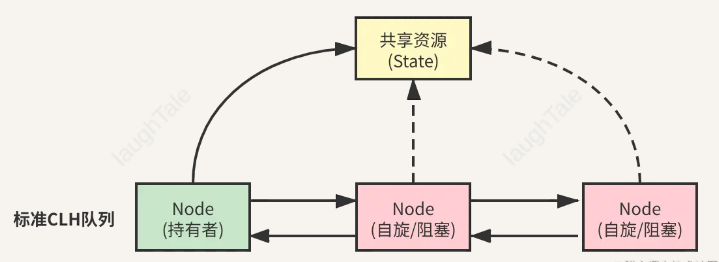 共享资源
(State)
laughTale
laughTale
标准CLH队列
Node
(持有者)
Node
(自旋/阻塞)
Node
(自旋/阻塞)